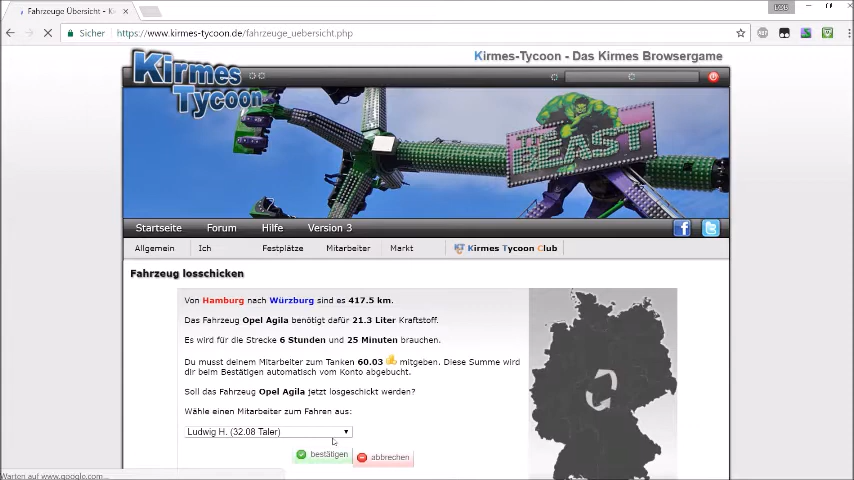 Fahrzeuge Übersicht - Ki
Sicher
https://www.kirmes-tycoon.de/fahrzeuge_uebersicht.php
Kirmes-Tycoon - Das Kirmes Browsergame
Kirmes
Tycoon
THE
BEAST
Startseite Forum Hilfe Version 3
Allgemein Ich Festplätze Mitarbeiter Markt Kirmes Tycoon Club
Fahrzeug losschicken
Von Hamburg nach Würzburg sind es 417.5 km.
Das Fahrzeug Opel Agila benötigt dafür 21.3 Liter Kraftstoff.
Es wird für die Strecke 6 Stunden und 25 Minuten brauchen.
Du musst deinem Mitarbeiter zum Tanken 60.03 mitgeben. Diese Summe wird
dir beim Bestätigen automatisch vom Konto abgebucht.
Soll das Fahrzeug Opel Agila jetzt losgeschickt werden?
Wähle einen Mitarbeiter zum Fahren aus:
Ludwig H. (32.08 Taler)
bestätigen abbrechen
Warten auf www.google.com...